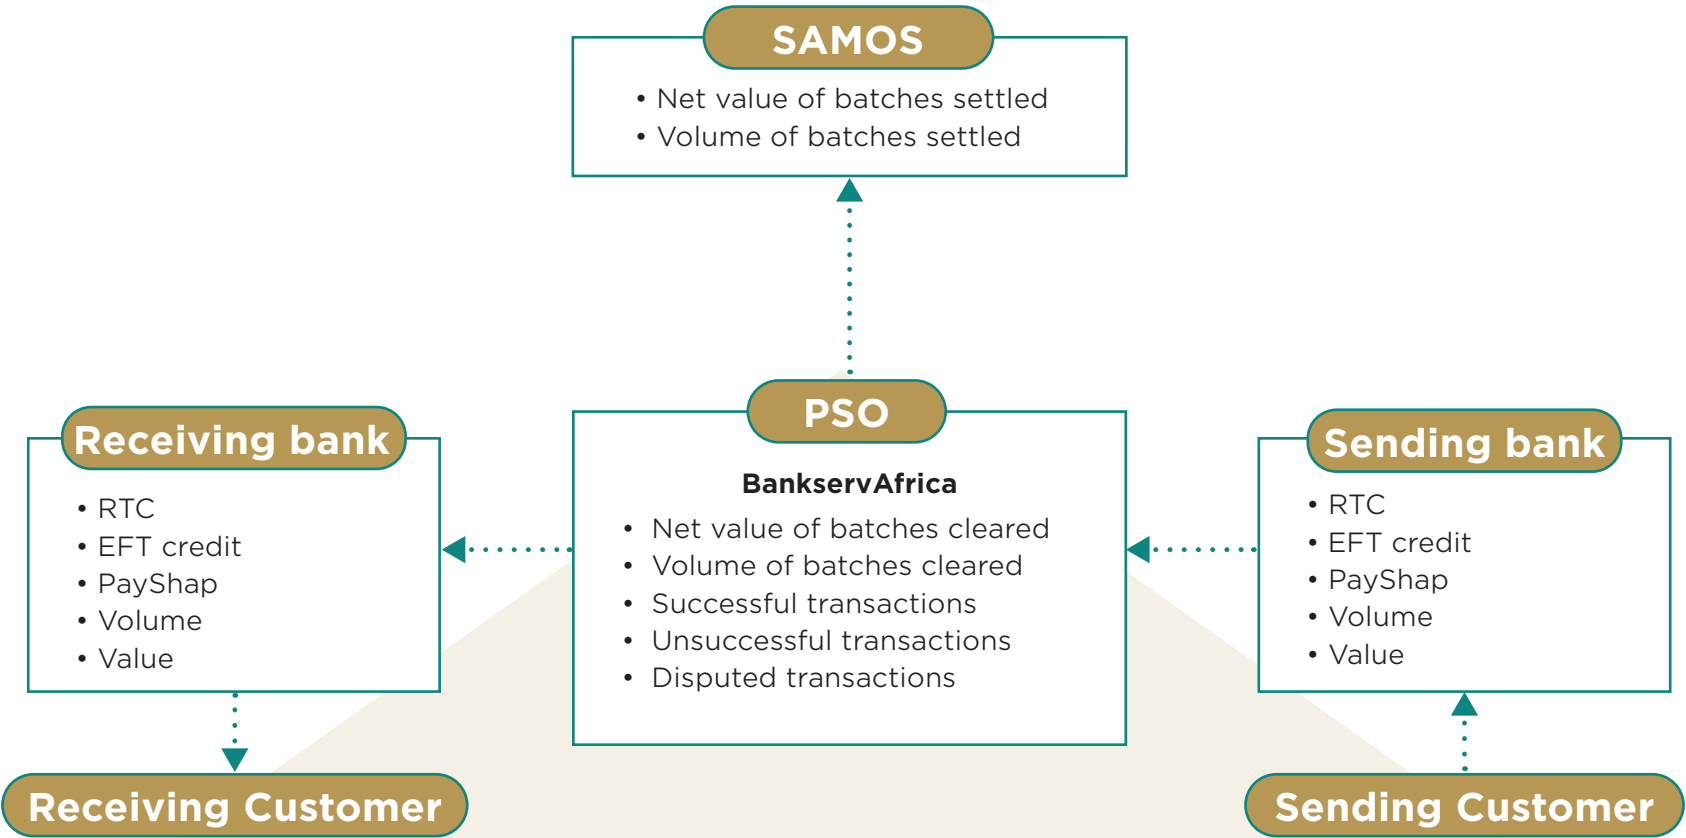 SAMOS
• Net value of batches settled
• Volume of batches settled
Receiving bank
• RTC
• EFT credit
• PayShap
• Volume
• Value
PSO
BankservAfrica
• Net value of batches cleared
• Volume of batches cleared
• Successful transactions
• Unsuccessful transactions
• Disputed transactions
Sending bank
• RTC
• EFT credit
• PayShap
• Volume
• Value
Receiving Customer
Sending Customer